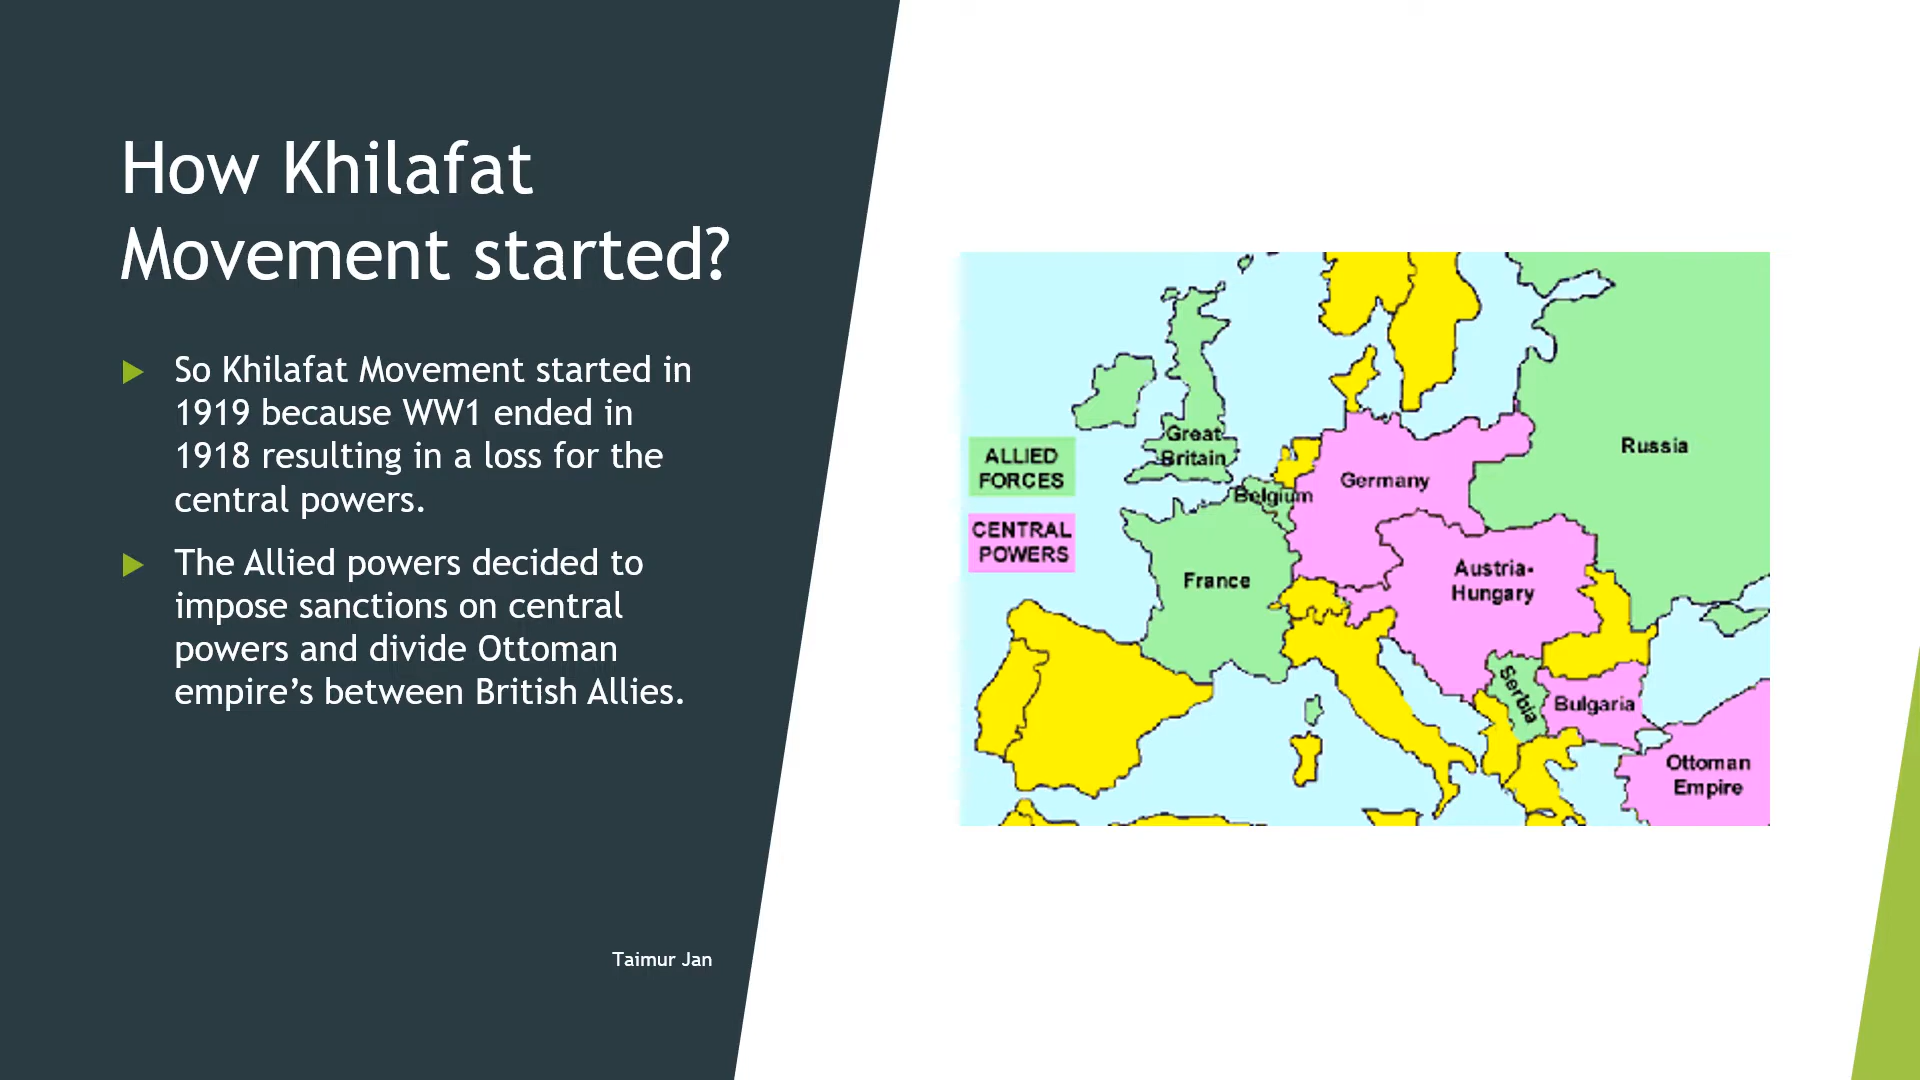 How Khilafat
Movement started?
So Khilafat Movement started in
1919 because WW1 ended in
1918 resulting in a loss for the
central powers.
The Allied powers decided to
impose sanctions on central
powers and divide Ottoman
empire’s between British Allies.
Taimur Jan
ALLIED
FORCES
CENTRAL
POWERS
Great
Britain
Belgium
Germany
Russia
France
Austria-
Hungary
Serbia
Bulgaria
Ottoman
Empire